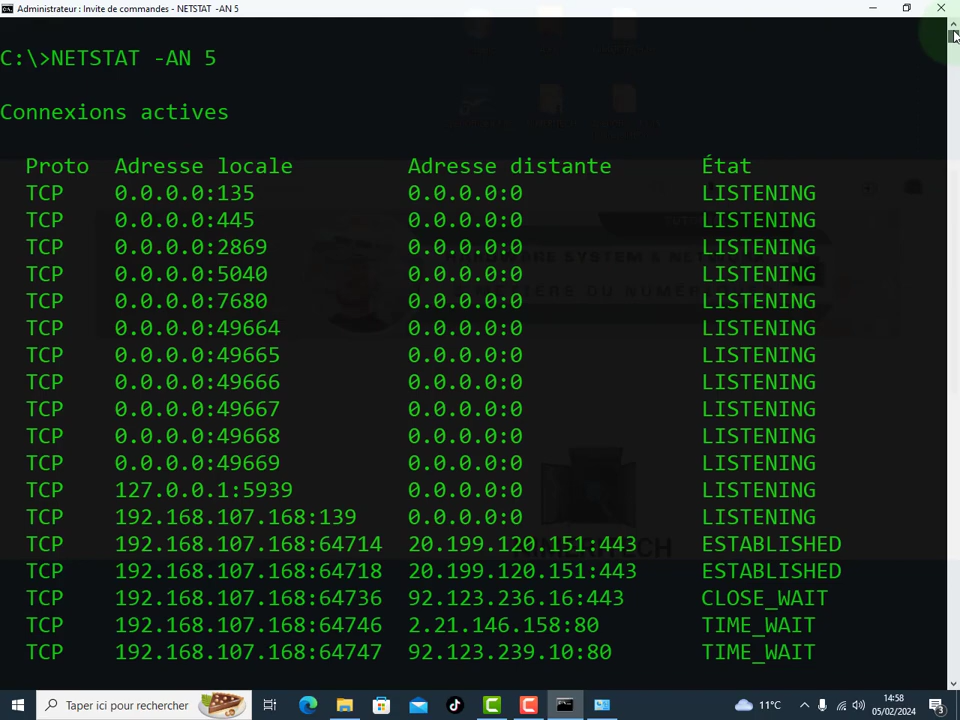 Administrateur : Invite de commandes - NETSTAT -AN 5
C:\>NETSTAT -AN 5
Connexions actives
Proto Adresse locale Adresse distante État
TCP 0.0.0.0:135 0.0.0.0:0 LISTENING
TCP 0.0.0.0:445 0.0.0.0:0 LISTENING
TCP 0.0.0.0:2869 0.0.0.0:0 LISTENING
TCP 0.0.0.0:5040 0.0.0.0:0 LISTENING
TCP 0.0.0.0:7680 0.0.0.0:0 LISTENING
TCP 0.0.0.0:49664 0.0.0.0:0 LISTENING
TCP 0.0.0.0:49665 0.0.0.0:0 LISTENING
TCP 0.0.0.0:49666 0.0.0.0:0 LISTENING
TCP 0.0.0.0:49667 0.0.0.0:0 LISTENING
TCP 0.0.0.0:49668 0.0.0.0:0 LISTENING
TCP 0.0.0.0:49669 0.0.0.0:0 LISTENING
TCP 127.0.0.1:5939 0.0.0.0:0 LISTENING
TCP 192.168.107.168:139 0.0.0.0:0 LISTENING
TCP 192.168.107.168:64714 20.199.120.151:443 ESTABLISHED
TCP 192.168.107.168:64718 20.199.120.151:443 ESTABLISHED
TCP 192.168.107.168:64736 92.123.236.16:443 CLOSE_WAIT
TCP 192.168.107.168:64746 2.21.146.158:80 TIME_WAIT
TCP 192.168.107.168:64747 92.123.239.10:80 TIME_WAIT
Taper ici pour rechercher
11°C
14:58
05/02/2024
3